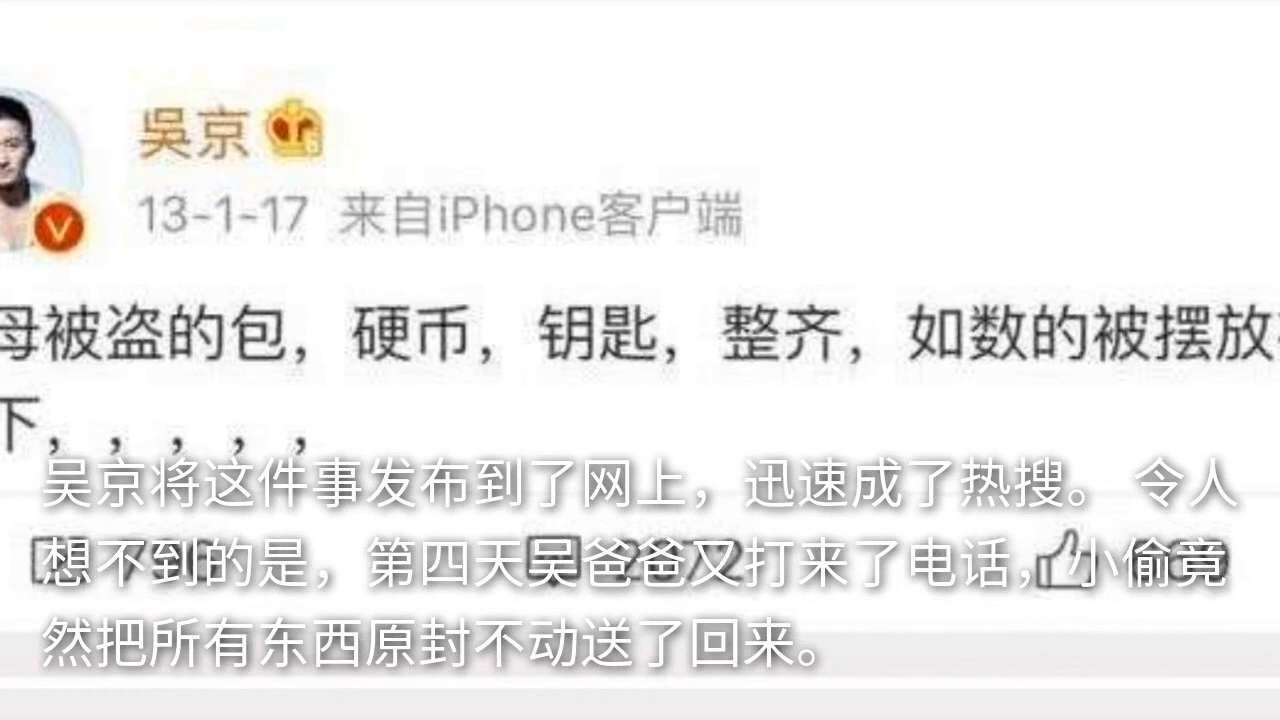 吳京
13-1-17 来自iPhone客户端
母被盗的包，硬币，钥匙，整齐，如数的被摆放
下，，，，，
吴京将这件事发布到了网上，迅速成了热搜。 令人
想不到的是，第四天吴爸爸又打来了电话，小偷竟
然把所有东西原封不动送了回来。